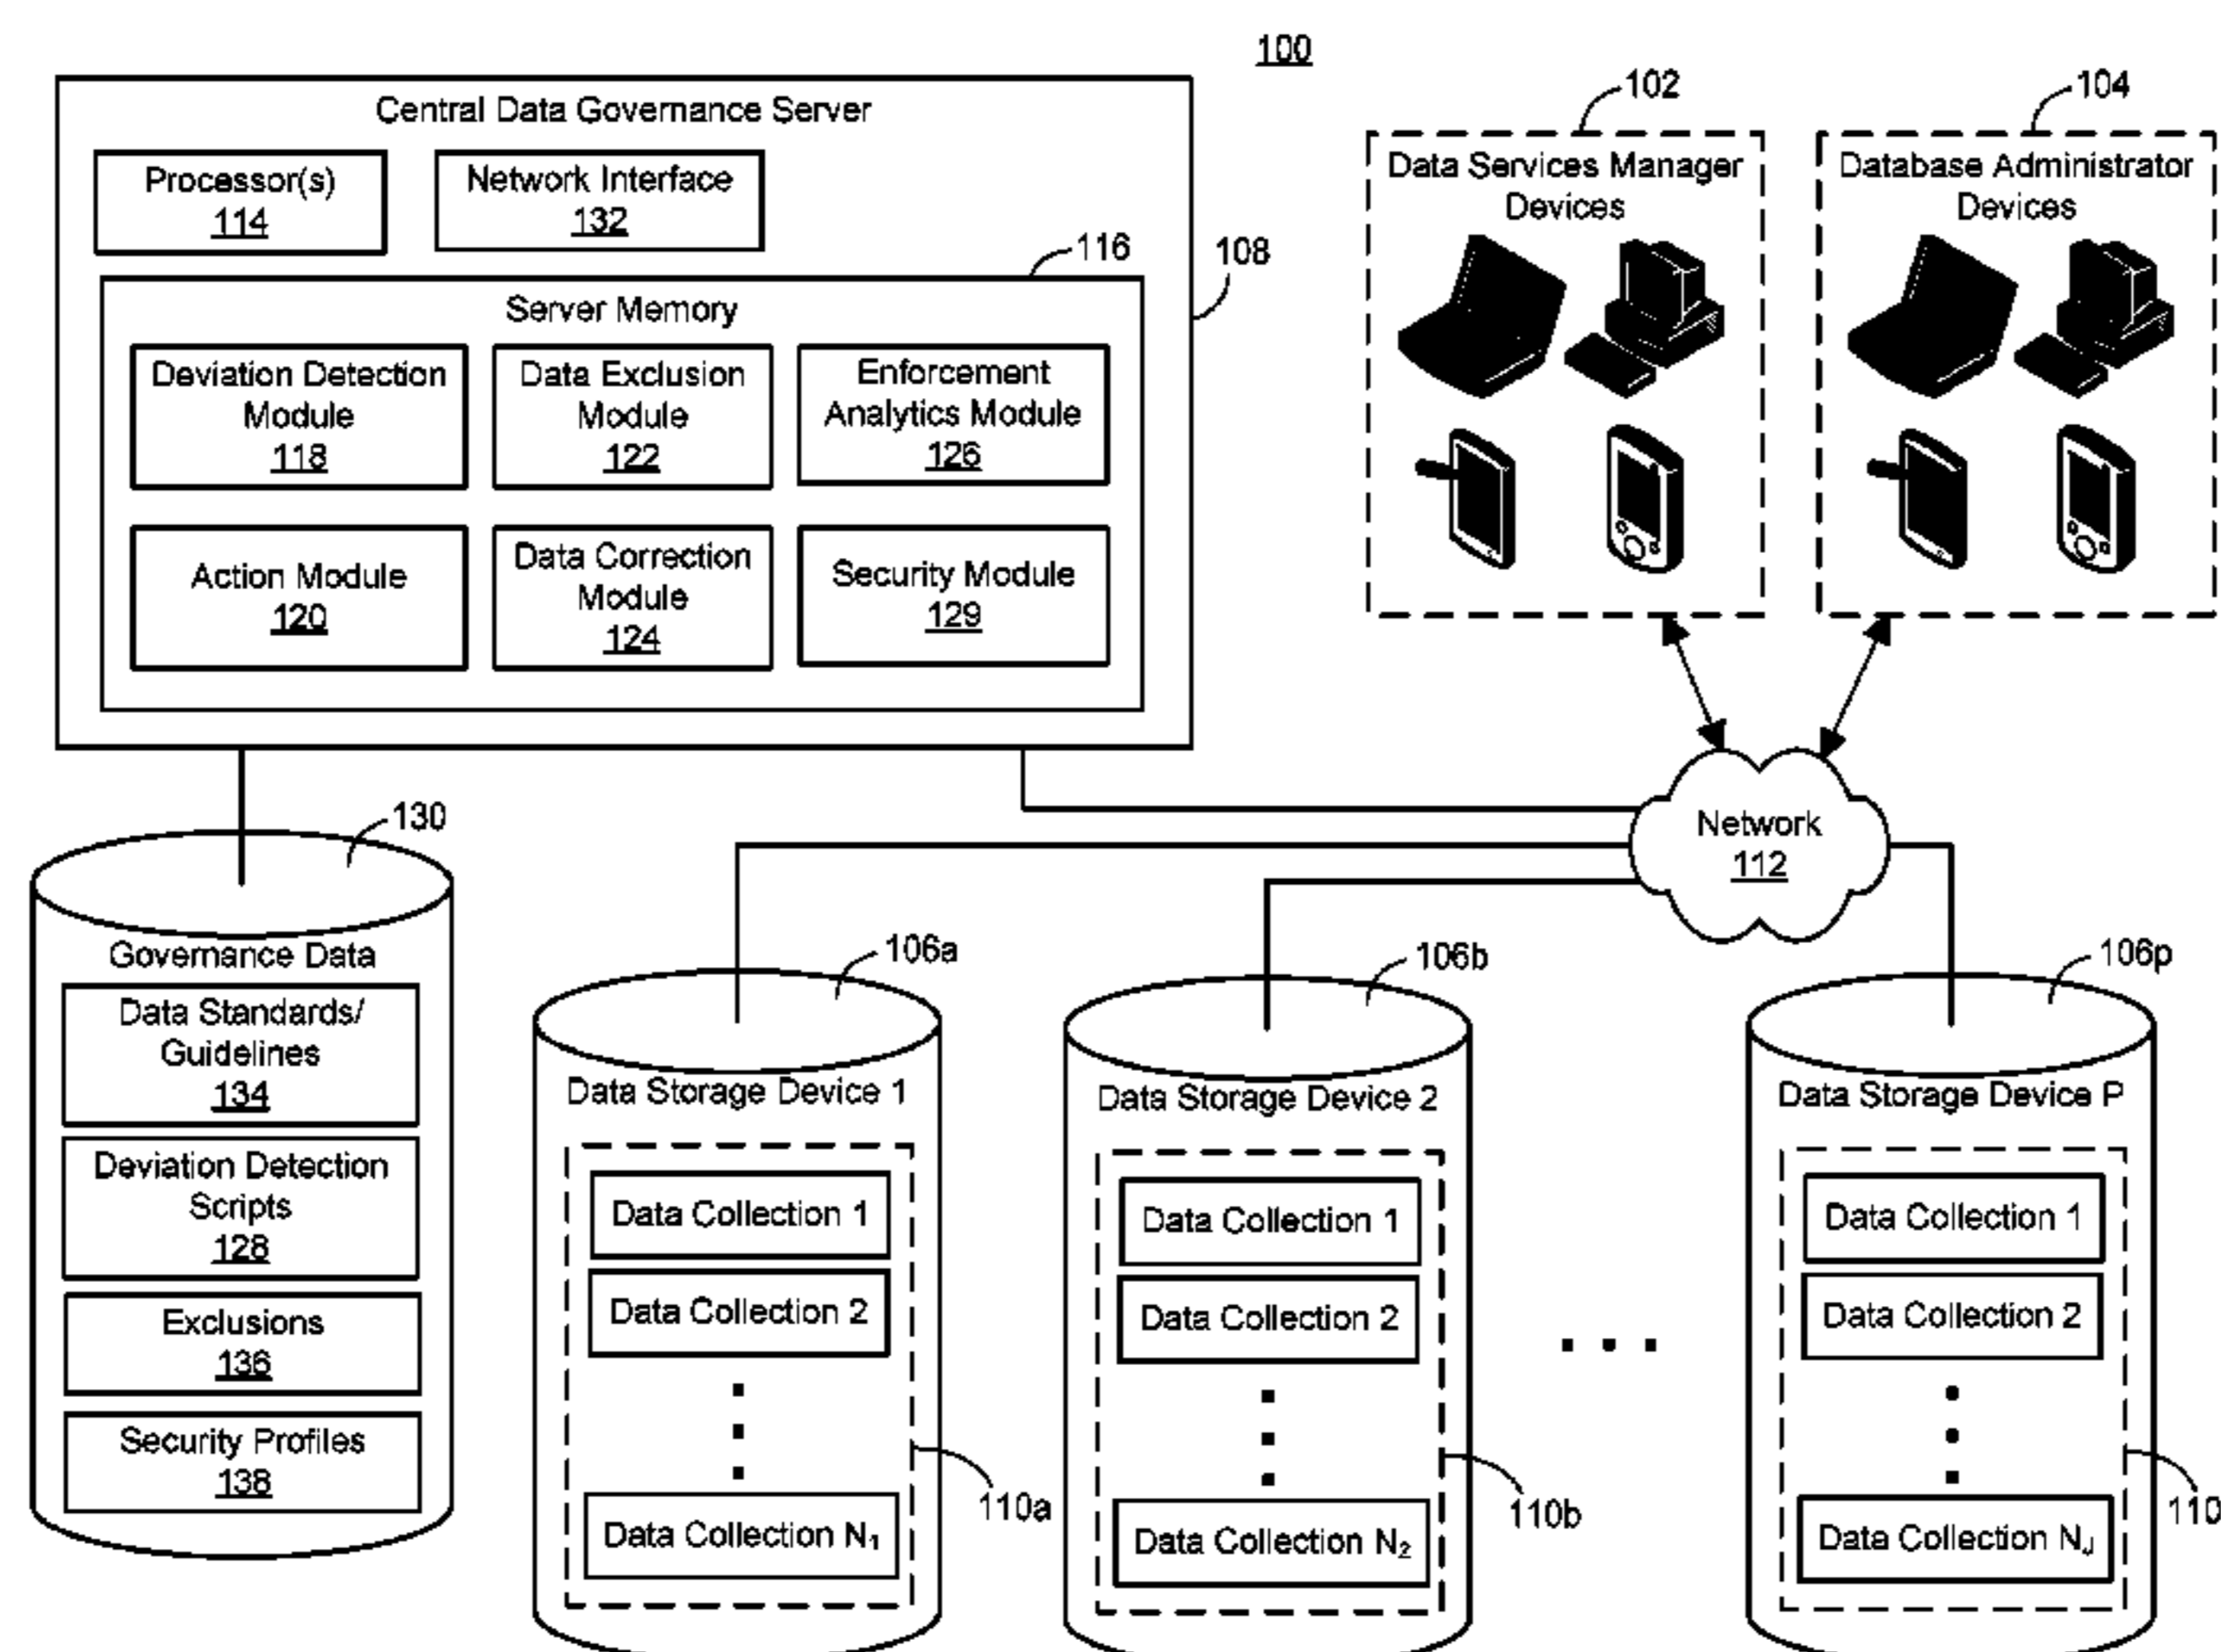 100
Central Data Governance Server
Processor(s)
114
Network Interface
132
116
108
Server Memory
Deviation Detection
Module
118
Data Exclusion
Module
122
Enforcement
Analytics Module
126
Action Module
120
Data Correction
Module
124
Security Module
129
102
Data Services Manager
Devices
104
Database Administrator
Devices
Network
112
130
Governance Data
Data Standards/
Guidelines
134
Deviation Detection
Scripts
128
Exclusions
136
Security Profiles
138
106a
Data Storage Device 1
Data Collection 1
Data Collection 2
Data Collection N₁
110a
106b
Data Storage Device 2
Data Collection 1
Data Collection 2
Data Collection N₂
110b
106p
Data Storage Device P
Data Collection 1
Data Collection 2
Data Collection N_J
110